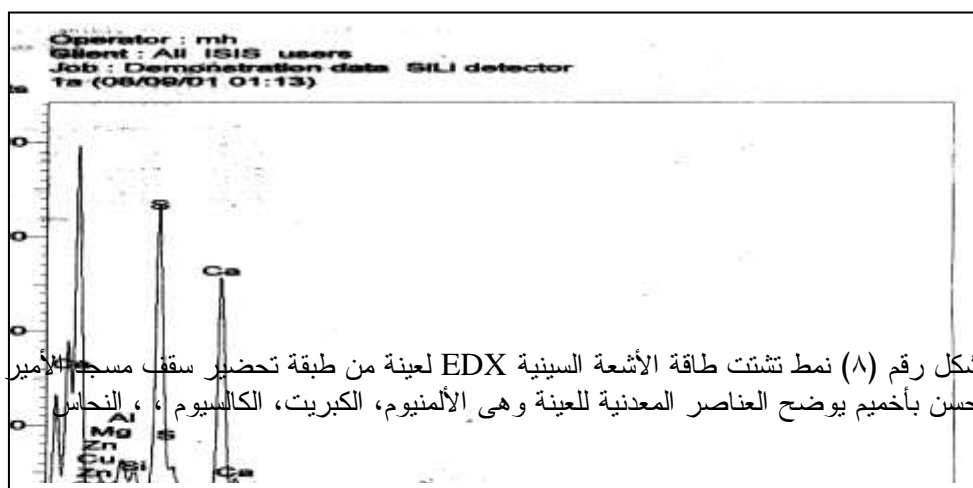 Operator : mh
Client : All ISIS users
Job : Demonstration data SiLi detector
1a (08/09/01 01:13)
S
Ca
شكل رقم (٨) نمط تشتت طاقة الأشعة السينية EDX لعينة من طبقة تحضير سقف مسجد الأمير
حسن بأخميم يوضح العناصر المعدنية للعينة وهى الألمنيوم، الكبريت، الكالسيوم ، ، النحاس
Al
Mg
S
Zn
Cu
Si
Zn
Ca